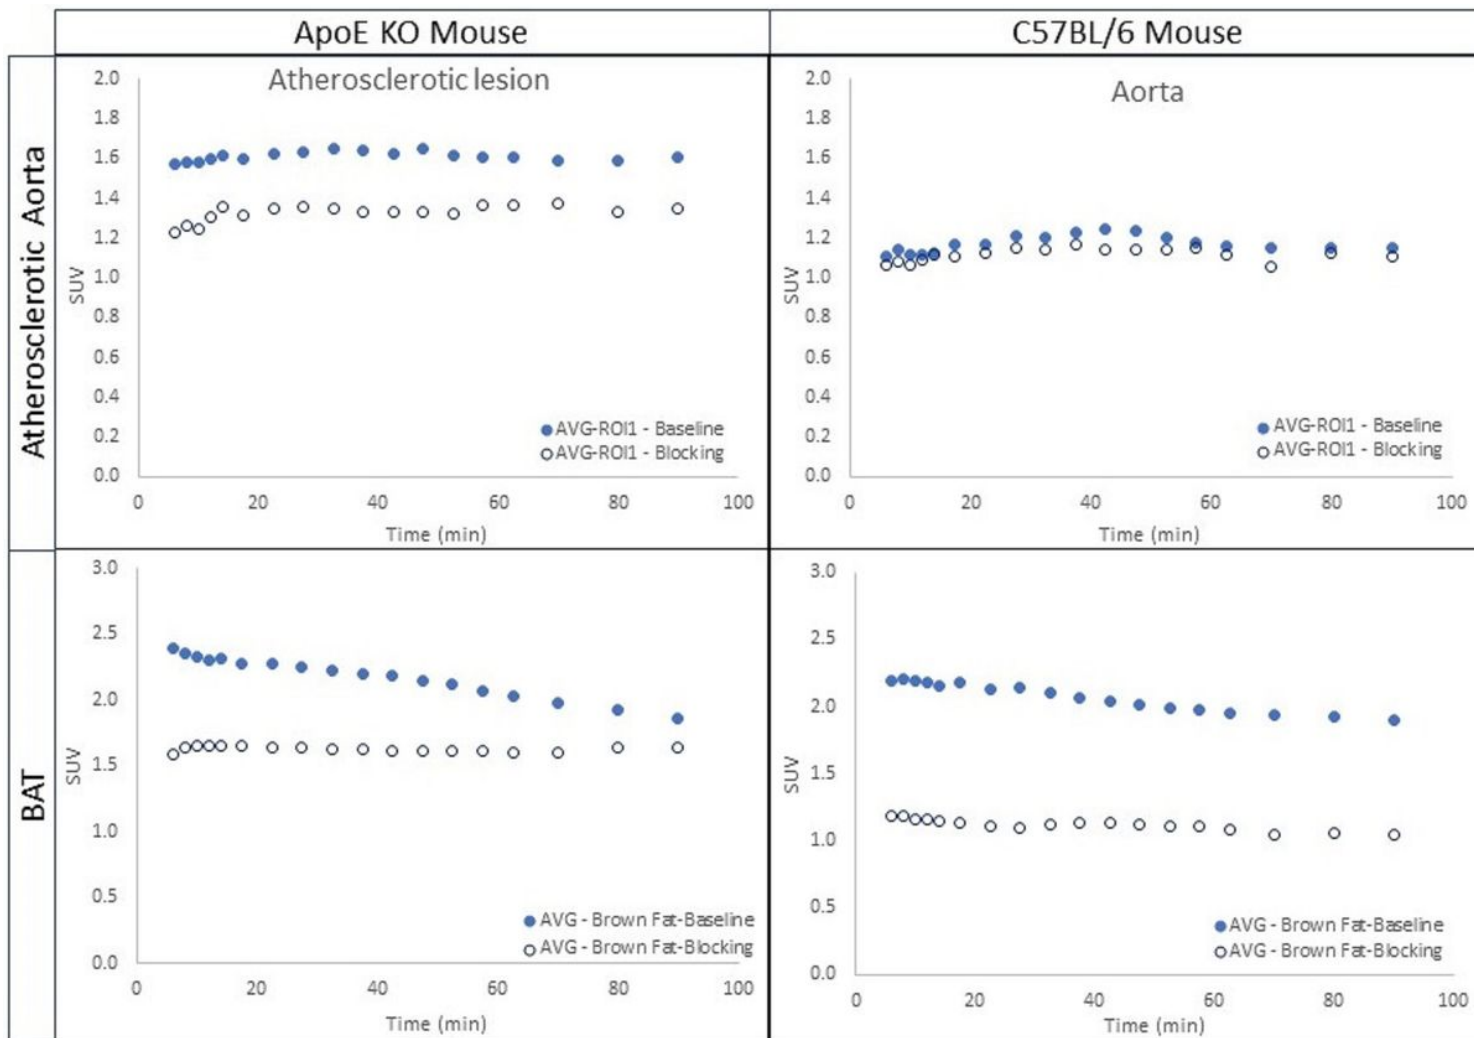 ApoE KO Mouse
C57BL/6 Mouse
Atherosclerotic Aorta
Atherosclerotic lesion
2.0
1.8
1.6
1.4
1.2
1.0
0.8
0.6
0.4
0.2
0.0
SUV
AVG-ROI1 - Baseline
AVG-ROI1 - Blocking
0 20 40 60 80 100
Time (min)
Aorta
2.0
1.8
1.6
1.4
1.2
1.0
0.8
0.6
0.4
0.2
0.0
SUV
AVG-ROI1 - Baseline
AVG-ROI1 - Blocking
0 20 40 60 80 100
Time (min)
BAT
3.0
2.5
2.0
1.5
1.0
0.5
0.0
SUV
AVG - Brown Fat-Baseline
AVG - Brown Fat-Blocking
0 20 40 60 80 100
Time (min)
3.0
2.5
2.0
1.5
1.0
0.5
0.0
SUV
AVG - Brown Fat-Baseline
AVG - Brown Fat-Blocking
0 20 40 60 80 100
Time (min)